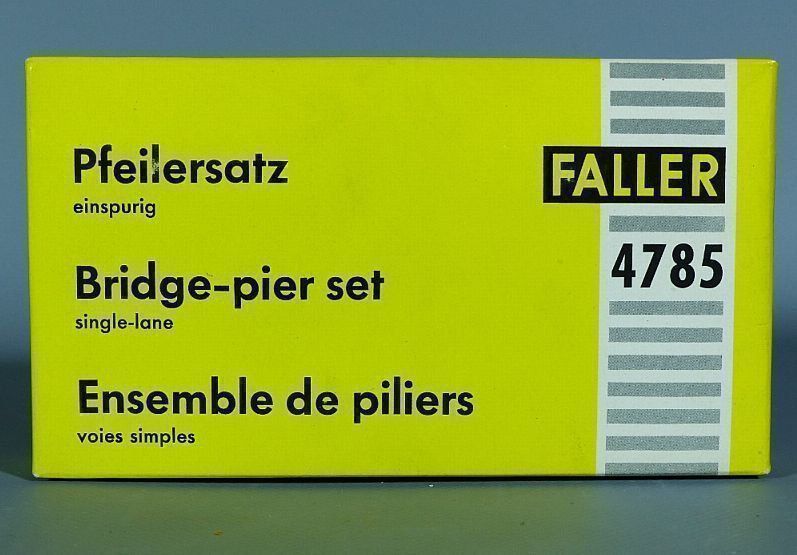 Pfeilersatz
einspurig
Bridge-pier set
single-lane
Ensemble de piliers
voies simples
FALLER
4785